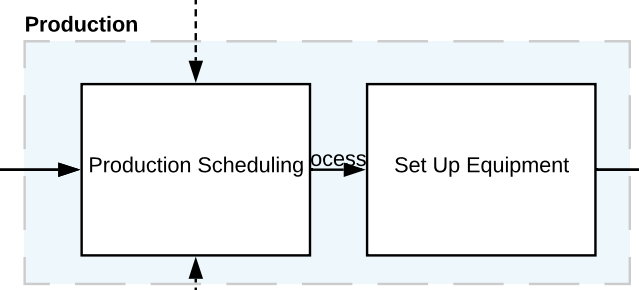 Production
Production Scheduling
ocess
Set Up Equipment